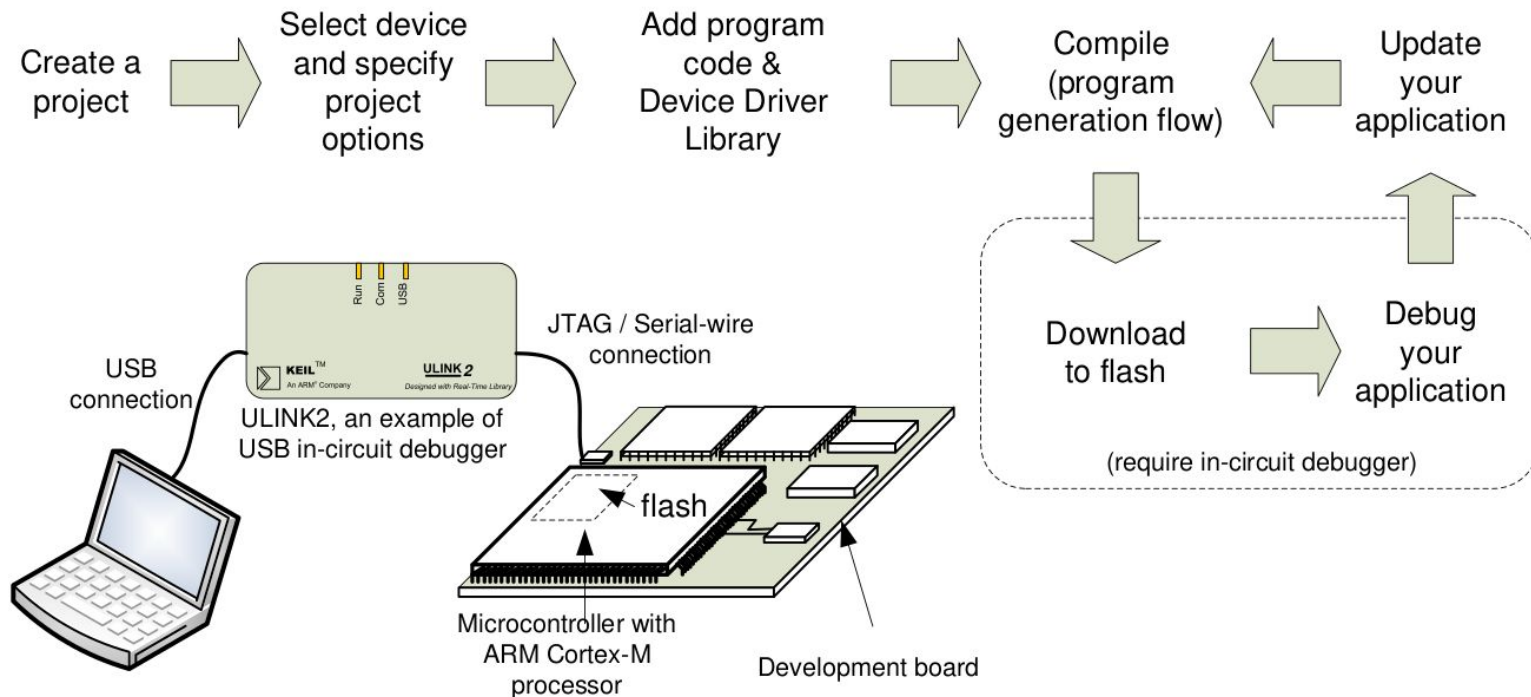 Create a
project
Select device
and specify
project
options
Add program
code &
Device Driver
Library
Compile
(program
generation flow)
Update
your
application
Download
to flash
Debug
your
application
(require in-circuit debugger)
Run
Com
USB
KEIL™
An ARM® Company
ULINK2
Designed with Real-Time Library
USB
connection
JTAG / Serial-wire
connection
ULINK2, an example of
USB in-circuit debugger
flash
Microcontroller with
ARM Cortex-M
processor
Development board